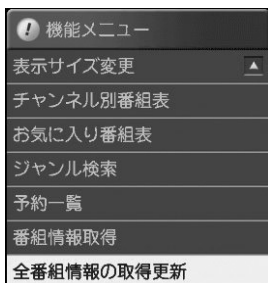 機能メニュー
表示サイズ変更
チャンネル別番組表
お気に入り番組表
ジャンル検索
予約一覧
番組情報取得
全番組情報の取得更新